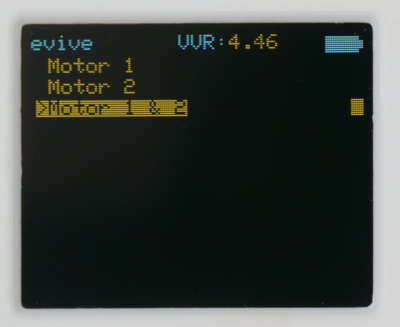 evive VVR:4.46
Motor 1
Motor 2
>Motor 1 & 2